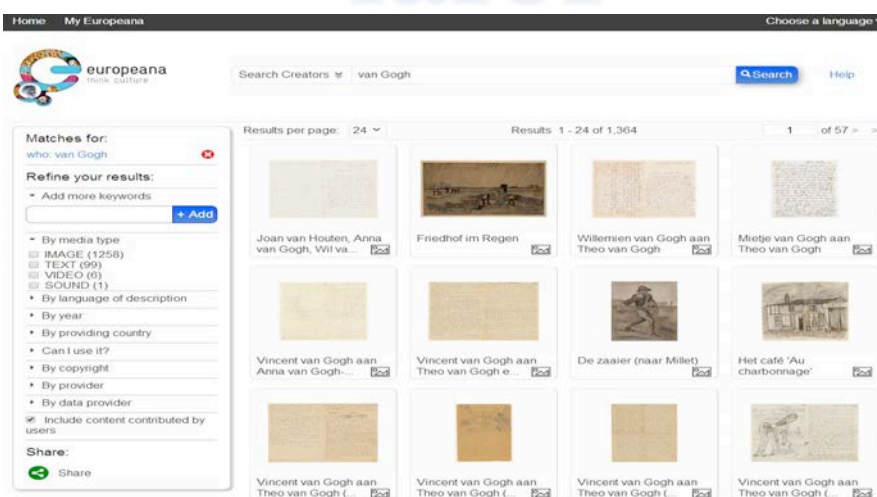 Home My Europeana Choose a language
europeana
think culture
Search Creators van Gogh Search Help
Matches for:
who: van Gogh
Refine your results:
Add more keywords
+ Add
By media type
IMAGE (1258)
TEXT (99)
VIDEO (6)
SOUND (1)
By language of description
By year
By providing country
Can I use it?
By copyright
By provider
By data provider
Include content contributed by
users
Share:
Share
Results per page: 24 Results 1 - 24 of 1,364 1 of 57 > >
Joan van Houten, Anna
van Gogh, Wil va...
Friedhof im Regen
Willemien van Gogh aan
Theo van Gogh
Mietje van Gogh aan
Theo van Gogh
Vincent van Gogh aan
Anna van Gogh-...
Vincent van Gogh aan
Theo van Gogh e...
De zaaier (naar Millet)
Het café 'Au
charbonnage'
Vincent van Gogh aan
Theo van Gogh (...
Vincent van Gogh aan
Theo van Gogh (...
Vincent van Gogh aan
Theo van Gogh (...
Vincent van Gogh aan
Theo van Gogh (...